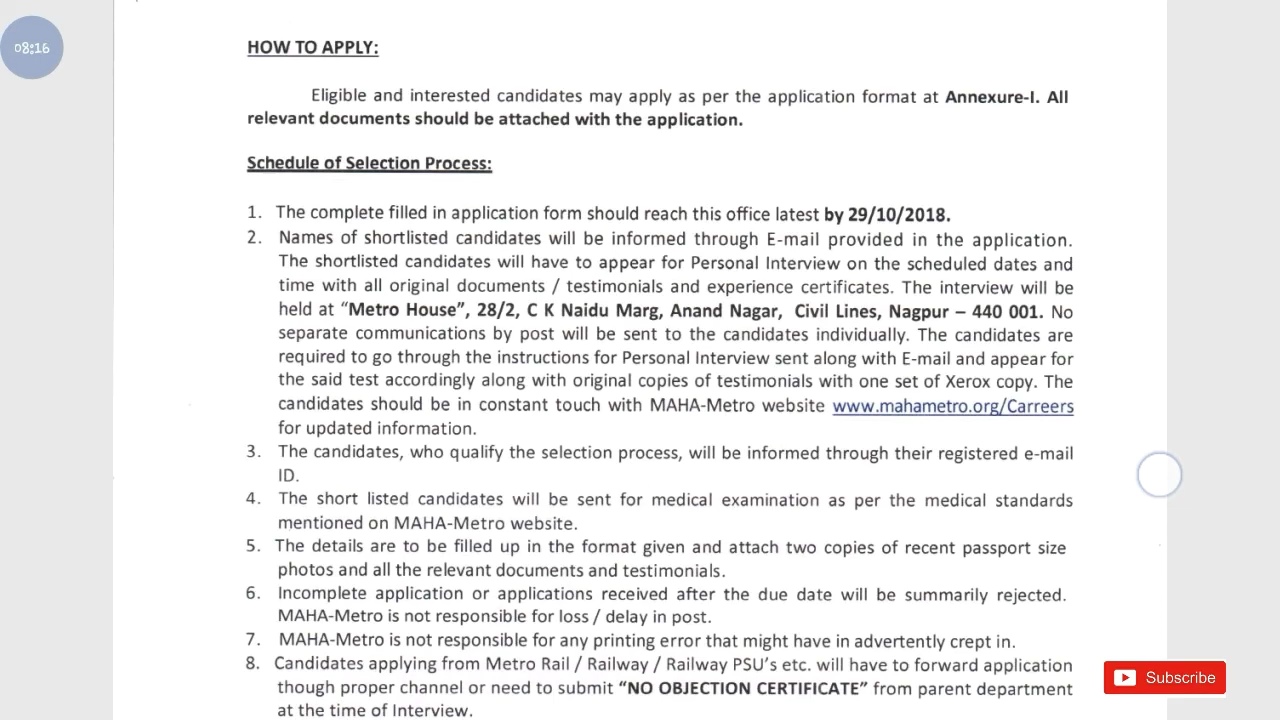 08:16
HOW TO APPLY:
Eligible and interested candidates may apply as per the application format at Annexure-I. All
relevant documents should be attached with the application.
Schedule of Selection Process:
1. The complete filled in application form should reach this office latest by 29/10/2018.
2. Names of shortlisted candidates will be informed through E-mail provided in the application.
The shortlisted candidates will have to appear for Personal Interview on the scheduled dates and
time with all original documents / testimonials and experience certificates. The interview will be
held at “Metro House”, 28/2, C K Naidu Marg, Anand Nagar, Civil Lines, Nagpur – 440 001. No
separate communications by post will be sent to the candidates individually. The candidates are
required to go through the instructions for Personal Interview sent along with E-mail and appear for
the said test accordingly along with original copies of testimonials with one set of Xerox copy. The
candidates should be in constant touch with MAHA-Metro website www.mahametro.org/Carreers
for updated information.
3. The candidates, who qualify the selection process, will be informed through their registered e-mail
ID.
4. The short listed candidates will be sent for medical examination as per the medical standards
mentioned on MAHA-Metro website.
5. The details are to be filled up in the format given and attach two copies of recent passport size
photos and all the relevant documents and testimonials.
6. Incomplete application or applications received after the due date will be summarily rejected.
MAHA-Metro is not responsible for loss / delay in post.
7. MAHA-Metro is not responsible for any printing error that might have in advertently crept in.
8. Candidates applying from Metro Rail / Railway / Railway PSU’s etc. will have to forward application
though proper channel or need to submit “NO OBJECTION CERTIFICATE” from parent department
at the time of Interview.
Subscribe